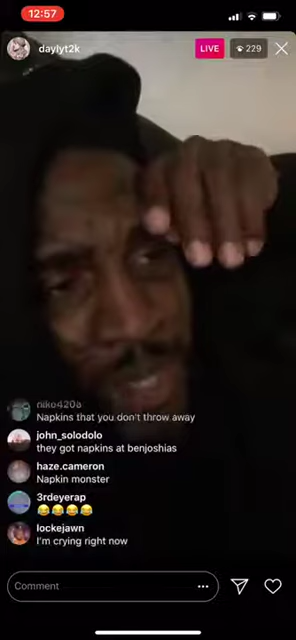 12:57
daylyt2k
LIVE
229
niko420a
Napkins that you don't throw away
john_solodolo
they got napkins at benjoshias
haze.cameron
Napkin monster
3rdeyerap
😂😂😂😂
lockejawn
I'm crying right now
Comment